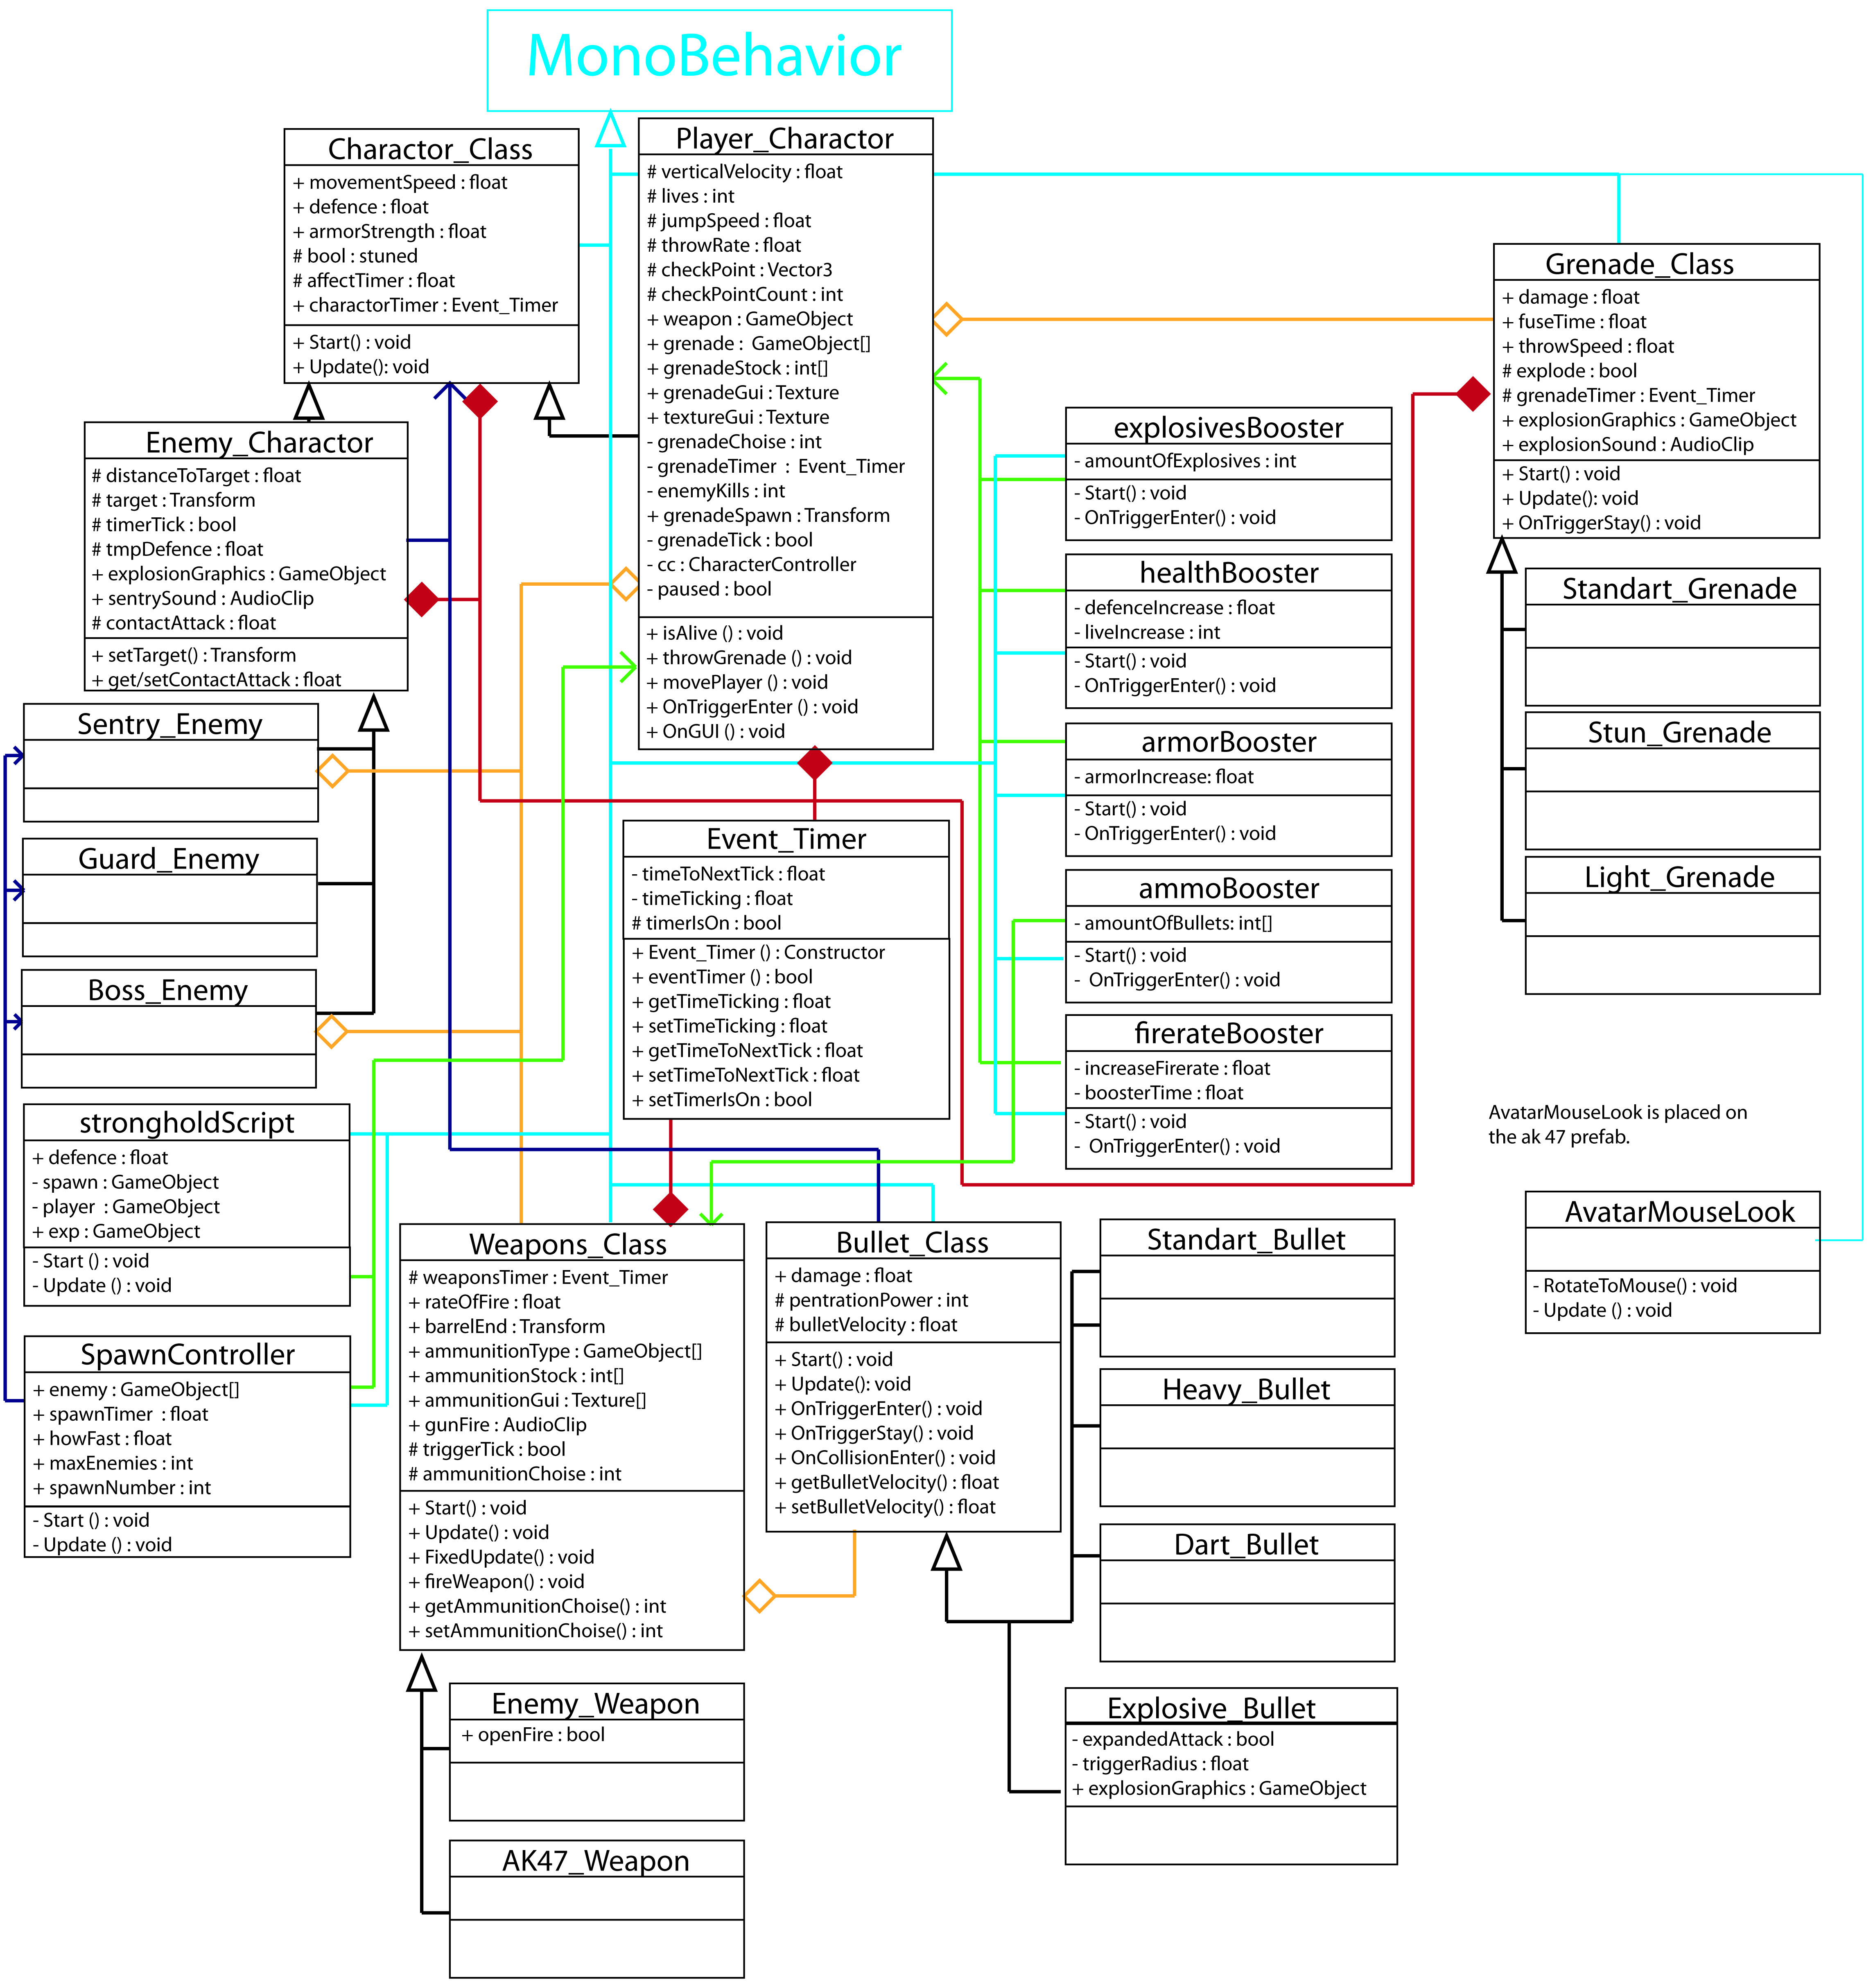 MonoBehavior
Charactor_Class
+ movementSpeed : float
+ defence : float
+ armorStrength : float
# bool : stuned
# affectTimer : float
+ charactorTimer : Event_Timer
+ Start() : void
+ Update(): void
Player_Charactor
# verticalVelocity : float
# lives : int
# jumpSpeed : float
# throwRate : float
# checkPoint : Vector3
# checkPointCount : int
+ weapon : GameObject
+ grenade : GameObject[]
+ grenadeStock : int[]
+ grenadeGui : Texture
+ textureGui : Texture
- grenadeChoise : int
- grenadeTimer : Event_Timer
- enemyKills : int
+ grenadeSpawn : Transform
- grenadeTick : bool
- cc : CharacterController
- paused : bool
+ isAlive () : void
+ throwGrenade () : void
+ movePlayer () : void
+ OnTriggerEnter () : void
+ OnGUI () : void
Grenade_Class
+ damage : float
+ fuseTime : float
+ throwSpeed : float
# explode : bool
# grenadeTimer : Event_Timer
+ explosionGraphics : GameObject
+ explosionSound : AudioClip
+ Start() : void
+ Update(): void
+ OnTriggerStay() : void
Enemy_Charactor
# distanceToTarget : float
# target : Transform
# timerTick : bool
# tmpDefence : float
+ explosionGraphics : GameObject
+ sentrySound : AudioClip
# contactAttack : float
+ setTarget() : Transform
+ get/setContactAttack : float
explosivesBooster
- amountOfExplosives : int
- Start() : void
- OnTriggerEnter() : void
healthBooster
- defenceIncrease : float
- liveIncrease : int
- Start() : void
- OnTriggerEnter() : void
armorBooster
- armorIncrease: float
- Start() : void
- OnTriggerEnter() : void
ammoBooster
- amountOfBullets: int[]
- Start() : void
- OnTriggerEnter() : void
firerateBooster
- increaseFirerate : float
- boosterTime : float
- Start() : void
- OnTriggerEnter() : void
Standart_Grenade
Stun_Grenade
Light_Grenade
Sentry_Enemy
Guard_Enemy
Boss_Enemy
Event_Timer
- timeToNextTick : float
- timeTicking : float
# timerIsOn : bool
+ Event_Timer () : Constructor
+ eventTimer () : bool
+ getTimeTicking : float
+ setTimeTicking : float
+ getTimeToNextTick : float
+ setTimeToNextTick : float
+ setTimerIsOn : bool
AvatarMouseLook is placed on
the ak 47 prefab.
AvatarMouseLook
- RotateToMouse() : void
- Update () : void
strongholdScript
+ defence : float
- spawn : GameObject
- player : GameObject
+ exp : GameObject
- Start () : void
- Update () : void
SpawnController
+ enemy : GameObject[]
+ spawnTimer : float
+ howFast : float
+ maxEnemies : int
+ spawnNumber : int
- Start () : void
- Update () : void
Weapons_Class
# weaponsTimer : Event_Timer
+ rateOfFire : float
+ barrelEnd : Transform
+ ammunitionType : GameObject[]
+ ammunitionStock : int[]
+ ammunitionGui : Texture[]
+ gunFire : AudioClip
# triggerTick : bool
# ammunitionChoise : int
+ Start() : void
+ Update() : void
+ FixedUpdate() : void
+ fireWeapon() : void
+ getAmmunitionChoise() : int
+ setAmmunitionChoise() : int
Bullet_Class
+ damage : float
# pentrationPower : int
# bulletVelocity : float
+ Start() : void
+ Update(): void
+ OnTriggerEnter() : void
+ OnTriggerStay() : void
+ OnCollisionEnter() : void
+ getBulletVelocity() : float
+ setBulletVelocity() : float
Standart_Bullet
Heavy_Bullet
Dart_Bullet
Explosive_Bullet
- expandedAttack : bool
- triggerRadius : float
+ explosionGraphics : GameObject
Enemy_Weapon
+ openFire : bool
AK47_Weapon